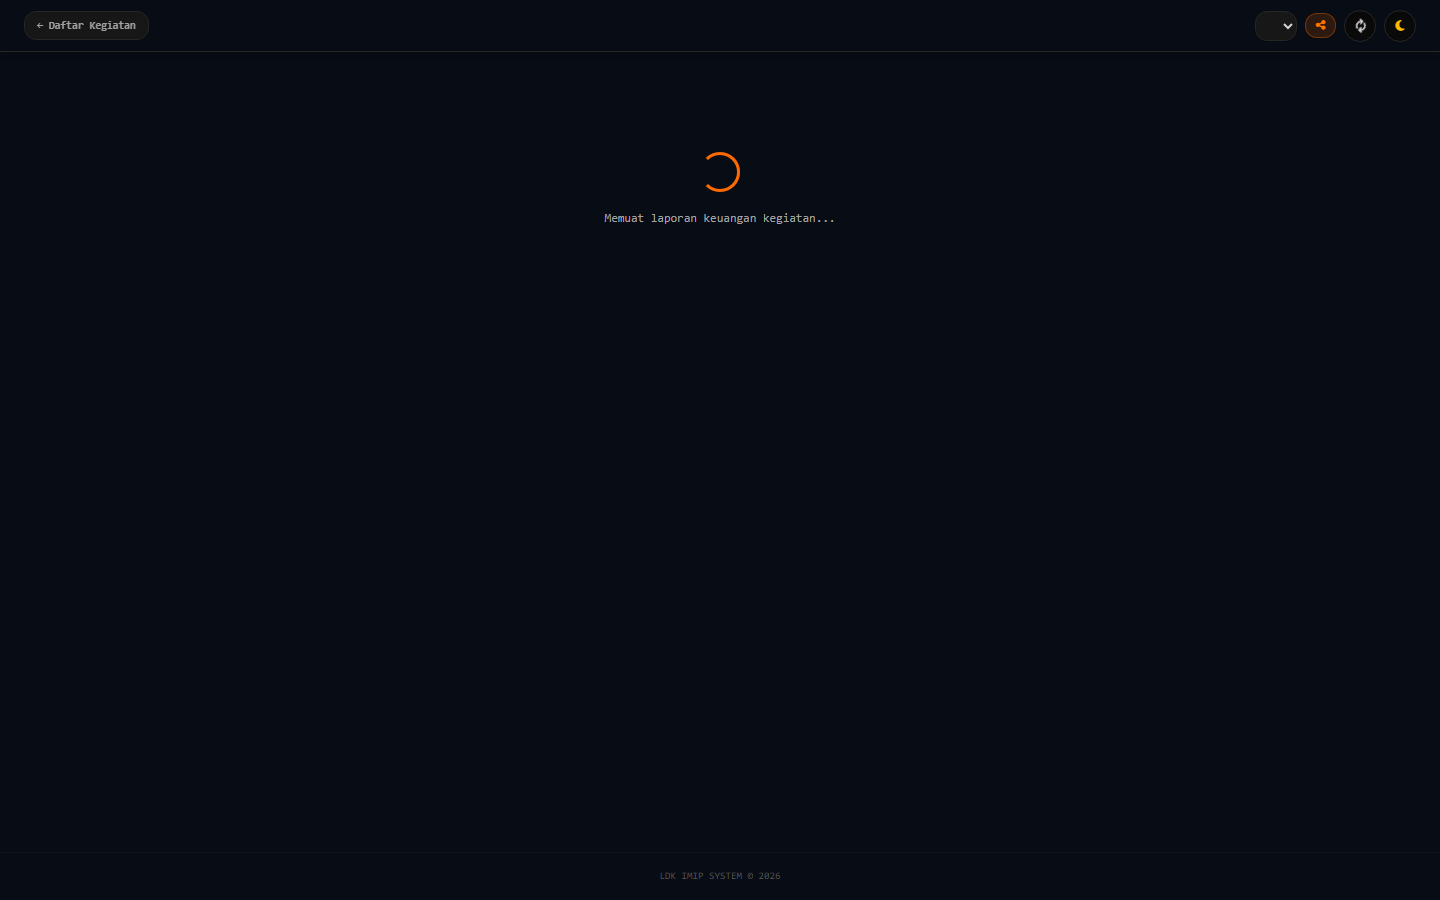 ← Daftar Kegiatan
Memuat laporan keuangan kegiatan...
LDK IMIP SYSTEM © 2026